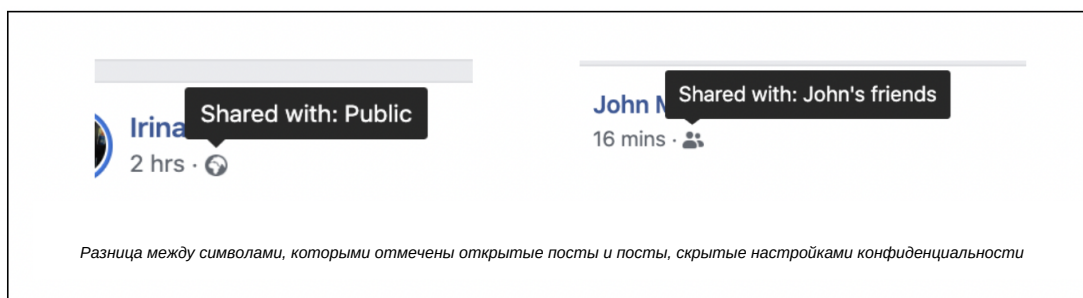 Shared with: Public
Irina
2 hrs ·
Shared with: John's friends
John
16 mins ·
Разница между символами, которыми отмечены открытые посты и посты, скрытые настройками конфиденциальности